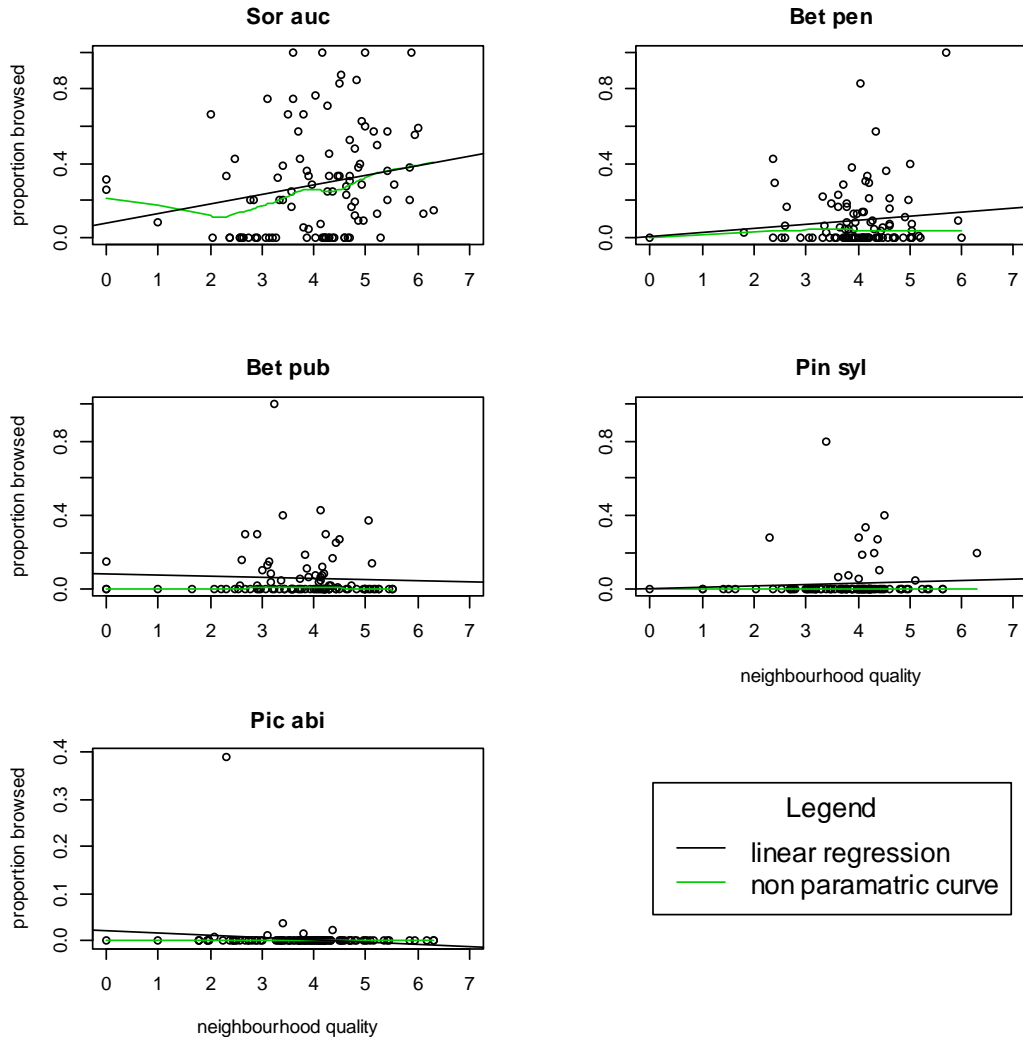 Sor auc
proportion browsed
0.0 0.4 0.8
0 1 2 3 4 5 6 7
Bet pen
0.0 0.4 0.8
0 1 2 3 4 5 6 7
Bet pub
proportion browsed
0.0 0.4 0.8
0 1 2 3 4 5 6 7
Pin syl
0.0 0.4 0.8
0 1 2 3 4 5 6 7
neighbourhood quality
Pic abi
proportion browsed
0.0 0.1 0.2 0.3 0.4
0 1 2 3 4 5 6 7
neighbourhood quality
Legend
linear regression
non paramatric curve